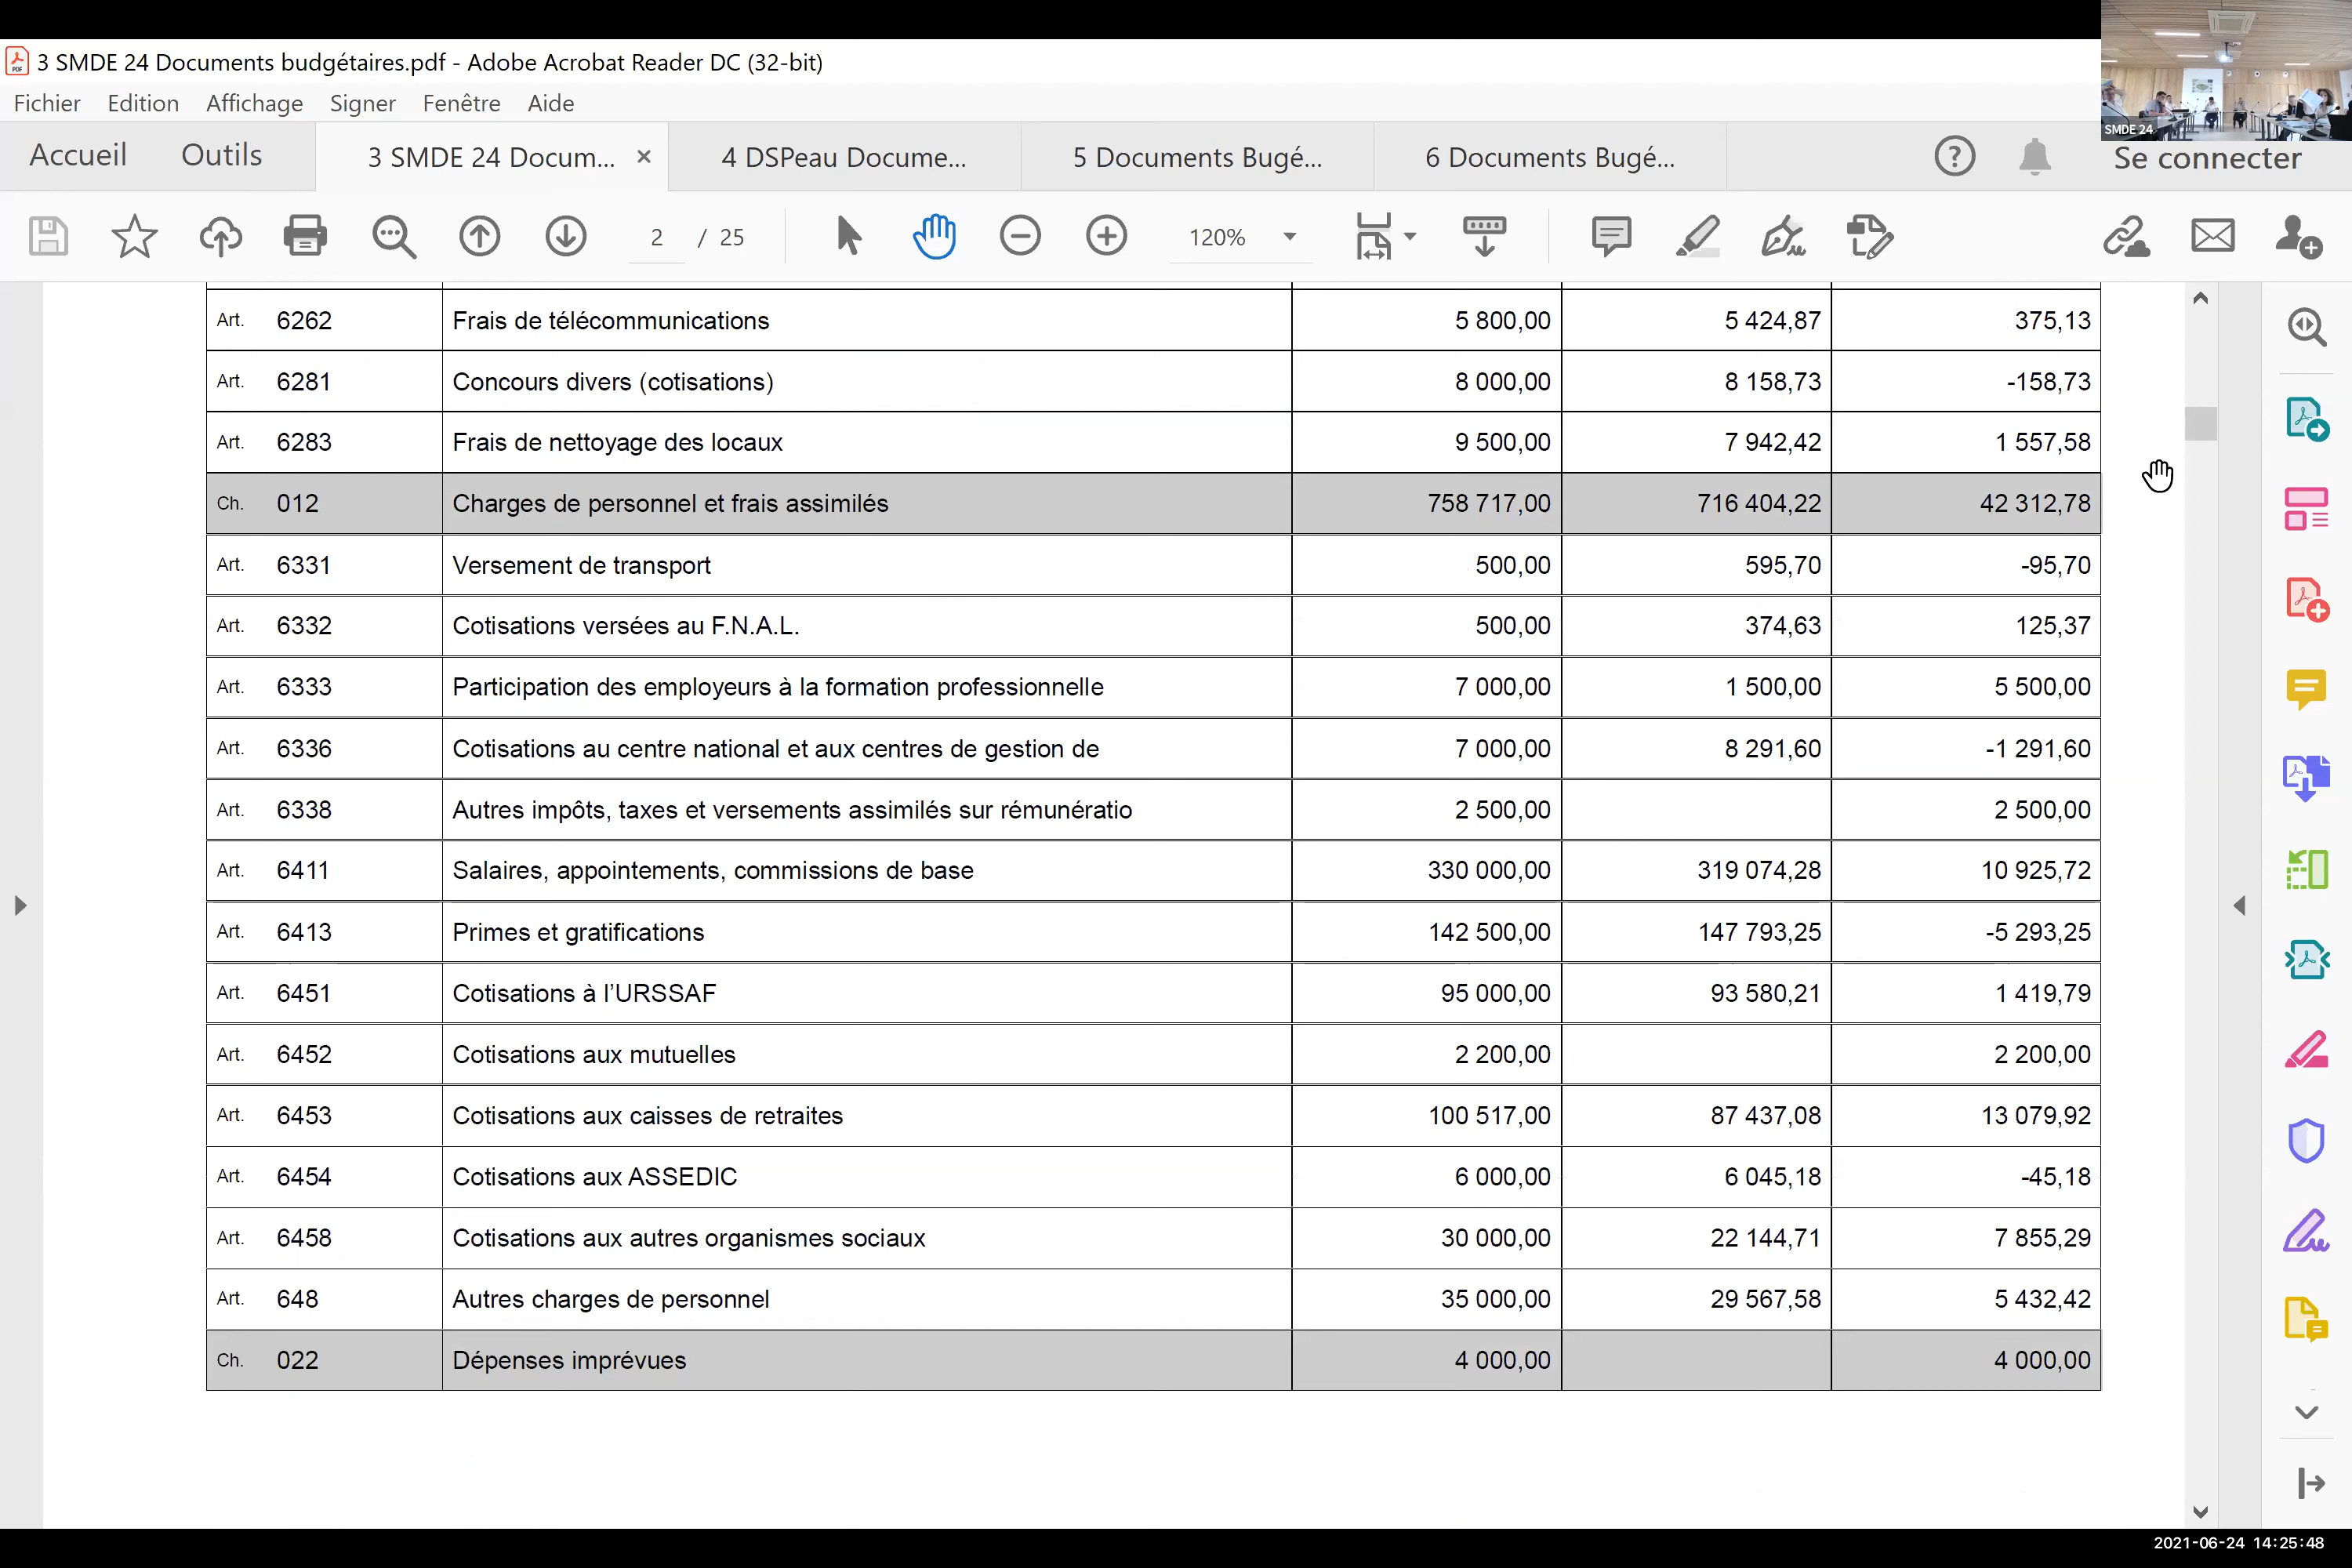 3 SMDE 24 Documents budgétaires.pdf - Adobe Acrobat Reader DC (32-bit)
SMDE 24
Fichier Edition Affichage Signer Fenêtre Aide
Accueil Outils 3 SMDE 24 Docum... × 4 DSPeau Docume... 5 Documents Bugé... 6 Documents Bugé... Se connecter
2 / 25 120%
Art. 6262 Frais de télécommunications 5 800,00 5 424,87 375,13
Art. 6281 Concours divers (cotisations) 8 000,00 8 158,73 -158,73
Art. 6283 Frais de nettoyage des locaux 9 500,00 7 942,42 1 557,58
Ch. 012 Charges de personnel et frais assimilés 758 717,00 716 404,22 42 312,78
Art. 6331 Versement de transport 500,00 595,70 -95,70
Art. 6332 Cotisations versées au F.N.A.L. 500,00 374,63 125,37
Art. 6333 Participation des employeurs à la formation professionnelle 7 000,00 1 500,00 5 500,00
Art. 6336 Cotisations au centre national et aux centres de gestion de 7 000,00 8 291,60 -1 291,60
Art. 6338 Autres impôts, taxes et versements assimilés sur rémunératio 2 500,00 2 500,00
Art. 6411 Salaires, appointements, commissions de base 330 000,00 319 074,28 10 925,72
Art. 6413 Primes et gratifications 142 500,00 147 793,25 -5 293,25
Art. 6451 Cotisations à l'URSSAF 95 000,00 93 580,21 1 419,79
Art. 6452 Cotisations aux mutuelles 2 200,00 2 200,00
Art. 6453 Cotisations aux caisses de retraites 100 517,00 87 437,08 13 079,92
Art. 6454 Cotisations aux ASSEDIC 6 000,00 6 045,18 -45,18
Art. 6458 Cotisations aux autres organismes sociaux 30 000,00 22 144,71 7 855,29
Art. 648 Autres charges de personnel 35 000,00 29 567,58 5 432,42
Ch. 022 Dépenses imprévues 4 000,00 4 000,00
2021-06-24 14:25:48